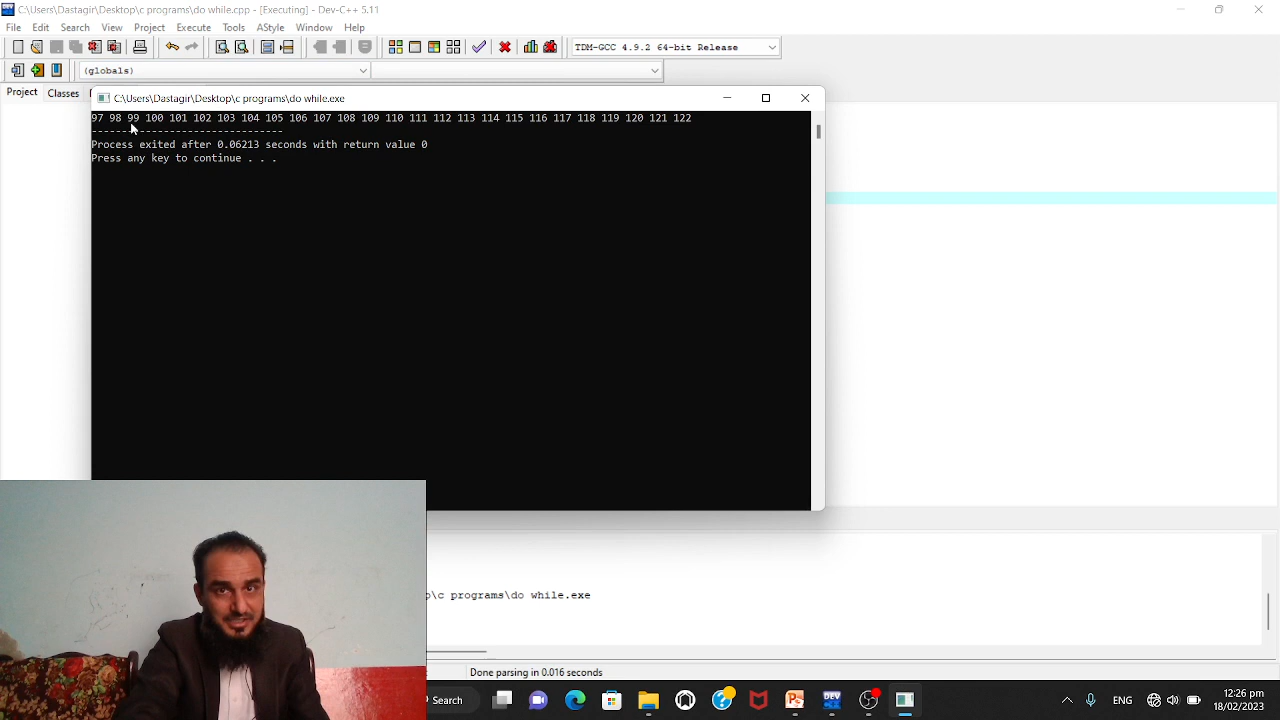 C:\Users\Dastagir\Desktop\c programs\do while.cpp - [Executing] - Dev-C++ 5.11
File Edit Search View Project Execute Tools AStyle Window Help
TDM-GCC 4.9.2 64-bit Release
(globals)
Project Classes
C:\Users\Dastagir\Desktop\c programs\do while.exe
97 98 99 100 101 102 103 104 105 106 107 108 109 110 111 112 113 114 115 116 117 118 119 120 121 122
--------------------------------
Process exited after 0.06213 seconds with return value 0
Press any key to continue . . .
\c programs\do while.exe
Done parsing in 0.016 seconds
Search
ENG
12:26 pm
18/02/2023